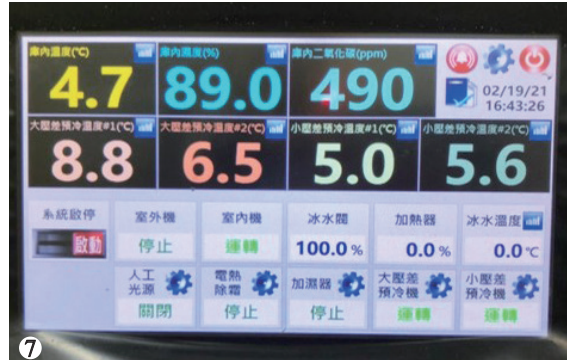 庫內溫度(℃) 庫內濕度(%) 庫內二氧化碳(ppm)
4.7 89.0 490
02/19/21
16:43:26
大壓差預冷溫度#1(℃) 大壓差預冷溫度#2(℃) 小壓差預冷溫度#1(℃) 小壓差預冷溫度#2(℃)
8.8 6.5 5.0 5.6
系統啟停 室外機 室內機 冰水閥 加熱器 冰水溫度
啟動 停止 運轉 100.0 % 0.0 % 0.0 ℃
人工光源 電熱除霜 加濕器 大壓差預冷機 小壓差預冷機
關閉 停止 停止 運轉 運轉
7